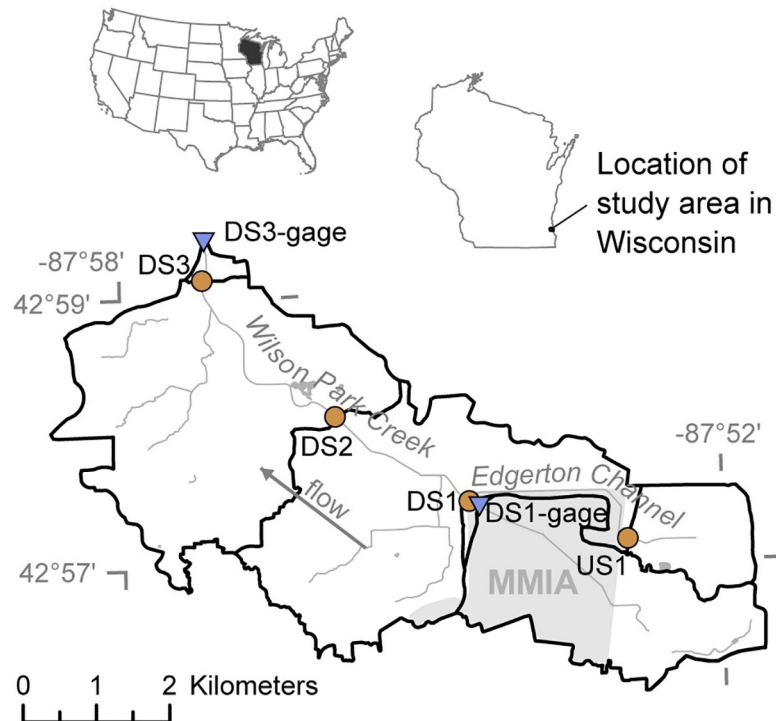 Location of
study area in
Wisconsin
DS3-gage
-87°58'
DS3
42°59'
Wilson Park Creek
-87°52'
DS2
Edgerton Channel
DS1
DS1-gage
flow
US1
42°57'
MMIA
0 1 2 Kilometers